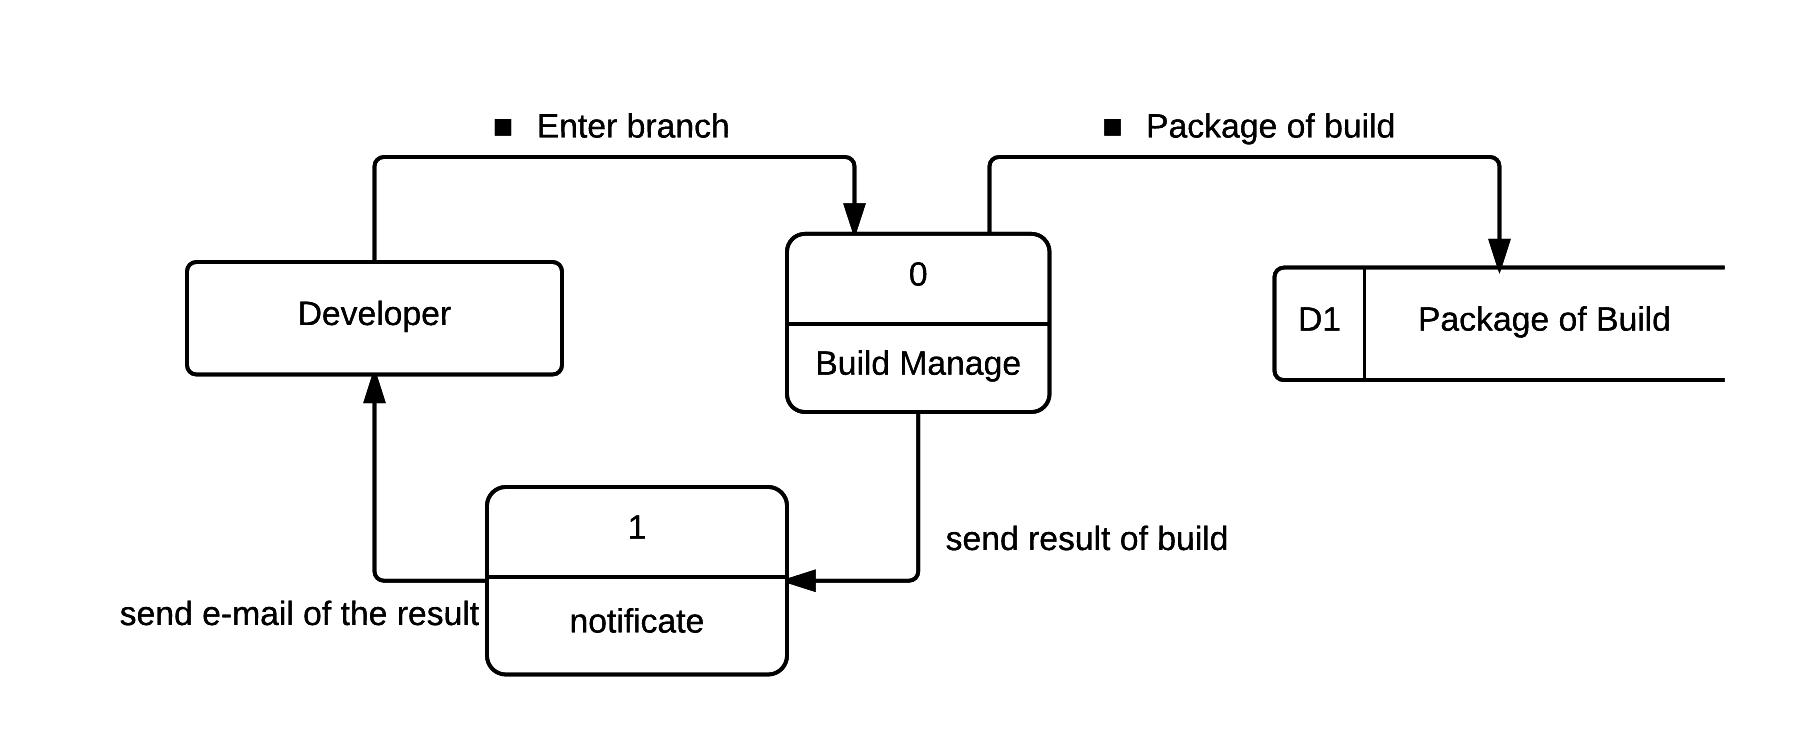 ■ Enter branch
■ Package of build
0
Developer
D1
Package of Build
Build Manage
1
send result of build
send e-mail of the result
notificate